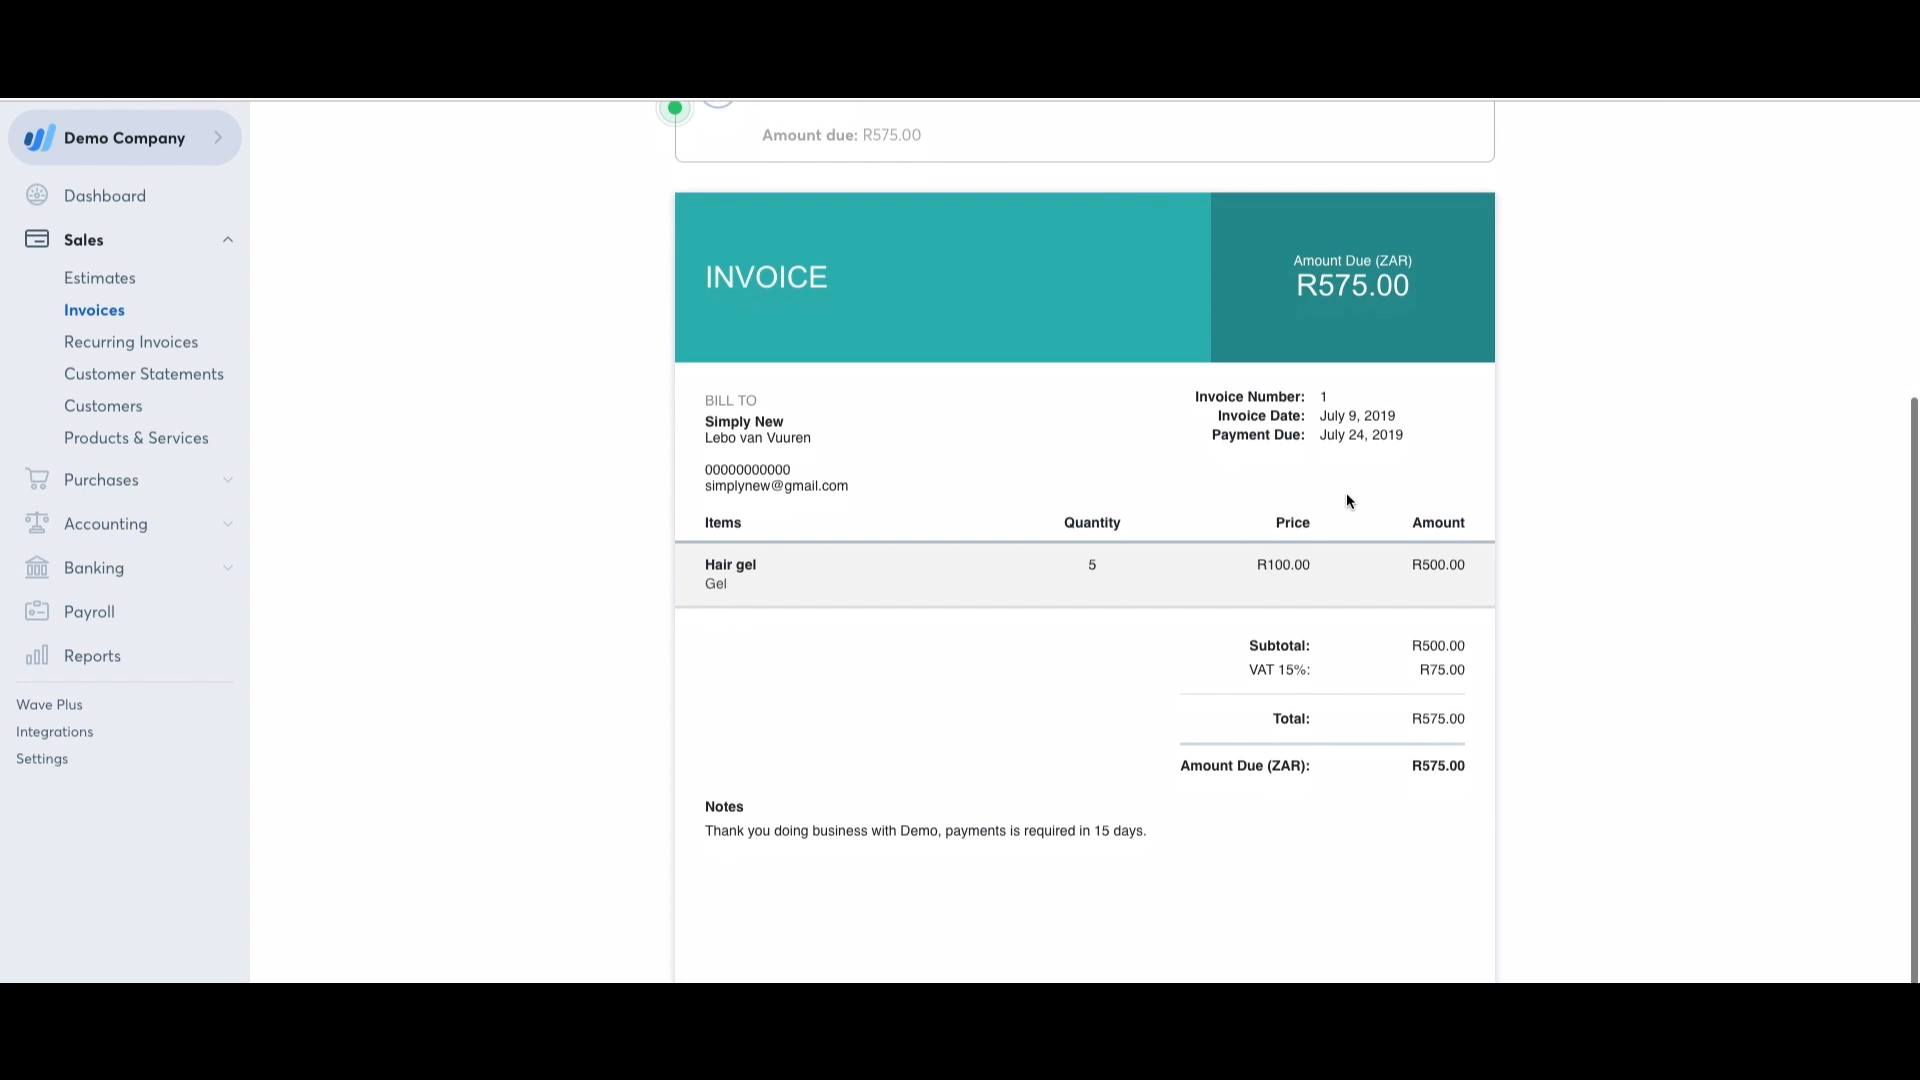 Demo Company
Dashboard
Sales
Estimates
Invoices
Recurring Invoices
Customer Statements
Customers
Products & Services
Purchases
Accounting
Banking
Payroll
Reports
Wave Plus
Integrations
Settings
Amount due: R575.00
INVOICE
Amount Due (ZAR)
R575.00
BILL TO
Simply New
Lebo van Vuuren
00000000000
simplynew@gmail.com
Invoice Number: 1
Invoice Date: July 9, 2019
Payment Due: July 24, 2019
Items Quantity Price Amount
Hair gel 5 R100.00 R500.00
Gel
Subtotal: R500.00
VAT 15%: R75.00
Total: R575.00
Amount Due (ZAR): R575.00
Notes
Thank you doing business with Demo, payments is required in 15 days.